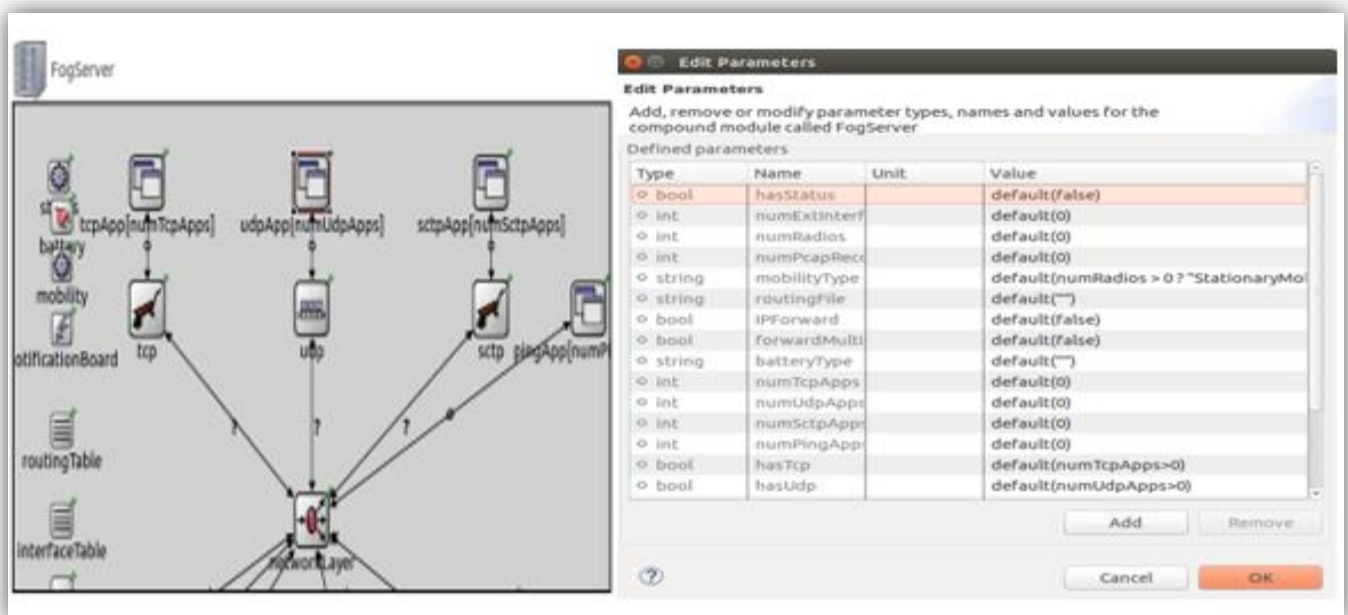 FogServer
battery
tcpApp[numTcpApps]
udpApp[numUdpApps]
sctpApp[numSctpApps]
mobility
tcp
udp
sctp
pingApp[numP
otificationBoard
?
?
?
routingTable
interfaceTable
networkLayer
Edit Parameters
Edit Parameters
Add, remove or modify parameter types, names and values for the
compound module called FogServer
Defined parameters
Type Name Unit Value
bool hasStatus default(false)
int numExtInterf default(0)
int numRadios default(0)
int numPcapRec default(0)
string mobilityType default(numRadios > 0 ? "StationaryMo
string routingFile default("")
bool IPForward default(false)
bool forwardMulti default(false)
string batteryType default("")
int numTcpApps default(0)
int numUdpApps default(0)
int numSctpApps default(0)
int numPingApp default(0)
bool hasTcp default(numTcpApps>0)
bool hasUdp default(numUdpApps>0)
Add Remove
? Cancel OK